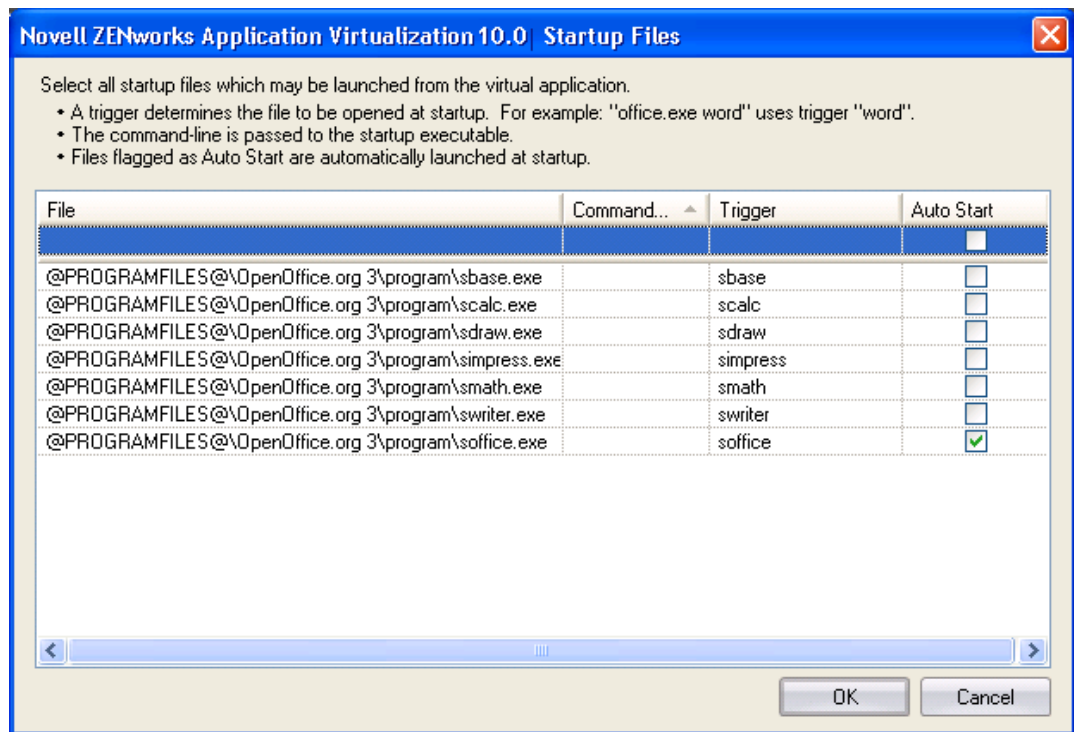 Novell ZENworks Application Virtualization 10.0 Startup Files
Select all startup files which may be launched from the virtual application.
• A trigger determines the file to be opened at startup. For example: "office.exe word" uses trigger "word".
• The command-line is passed to the startup executable.
• Files flagged as Auto Start are automatically launched at startup.
File Command... Trigger Auto Start
@PROGRAMFILES@\OpenOffice.org 3\program\sbase.exe sbase
@PROGRAMFILES@\OpenOffice.org 3\program\scalc.exe scalc
@PROGRAMFILES@\OpenOffice.org 3\program\sdraw.exe sdraw
@PROGRAMFILES@\OpenOffice.org 3\program\simpress.exe simpress
@PROGRAMFILES@\OpenOffice.org 3\program\smath.exe smath
@PROGRAMFILES@\OpenOffice.org 3\program\swriter.exe swriter
@PROGRAMFILES@\OpenOffice.org 3\program\soffice.exe soffice
OK Cancel